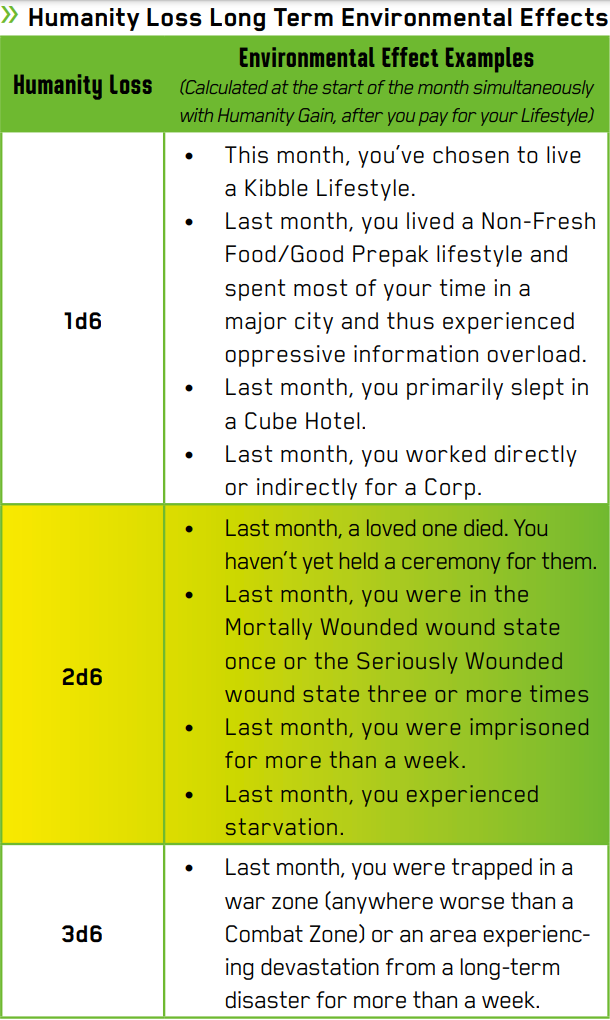 » Humanity Loss Long Term Environmental Effects
Humanity Loss
Environmental Effect Examples
(Calculated at the start of the month simultaneously
with Humanity Gain, after you pay for your Lifestyle)
1d6
• This month, you’ve chosen to live
a Kibble Lifestyle.
• Last month, you lived a Non-Fresh
Food/Good Prepak lifestyle and
spent most of your time in a
major city and thus experienced
oppressive information overload.
• Last month, you primarily slept in
a Cube Hotel.
• Last month, you worked directly
or indirectly for a Corp.
2d6
• Last month, a loved one died. You
haven’t yet held a ceremony for them.
• Last month, you were in the
Mortally Wounded wound state
once or the Seriously Wounded
wound state three or more times
• Last month, you were imprisoned
for more than a week.
• Last month, you experienced
starvation.
3d6
• Last month, you were trapped in a
war zone (anywhere worse than a
Combat Zone) or an area experienc-
ing devastation from a long-term
disaster for more than a week.